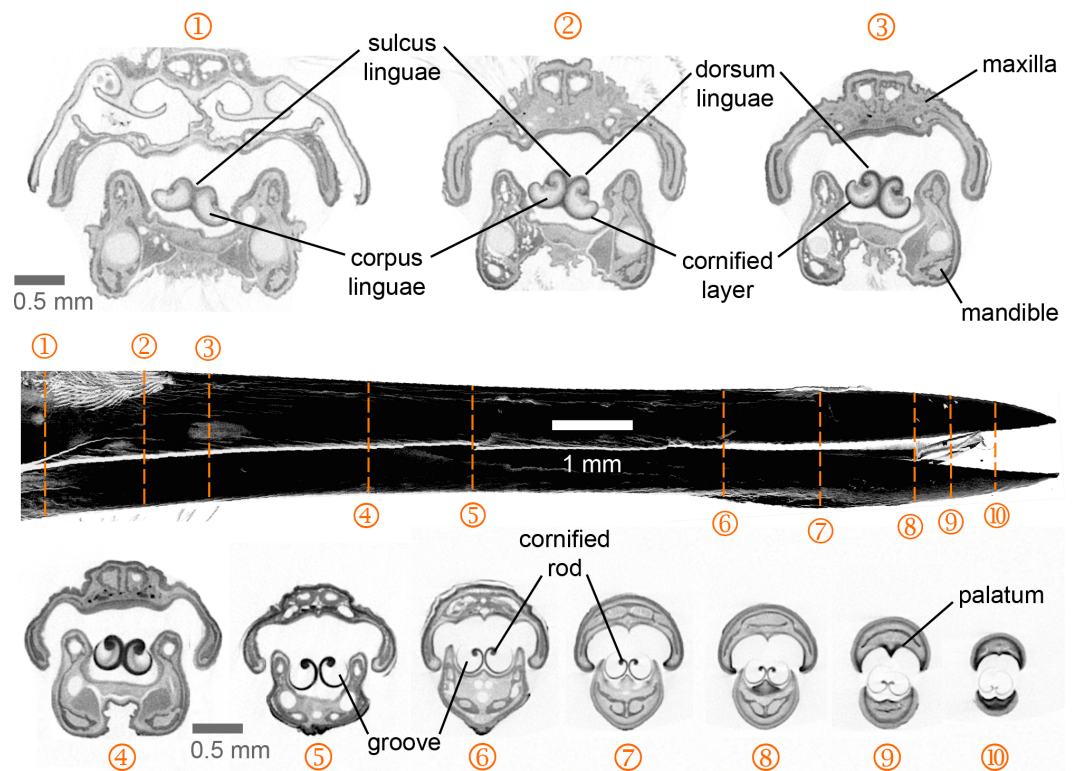 ① ② ③
sulcus
linguae
dorsum
linguae
maxilla
corpus
linguae
cornified
layer
mandible
0.5 mm
① ② ③
1 mm
④ ⑤ ⑥ ⑦ ⑧ ⑨ ⑩
cornified
rod
palatum
groove
0.5 mm
④ ⑤ ⑥ ⑦ ⑧ ⑨ ⑩